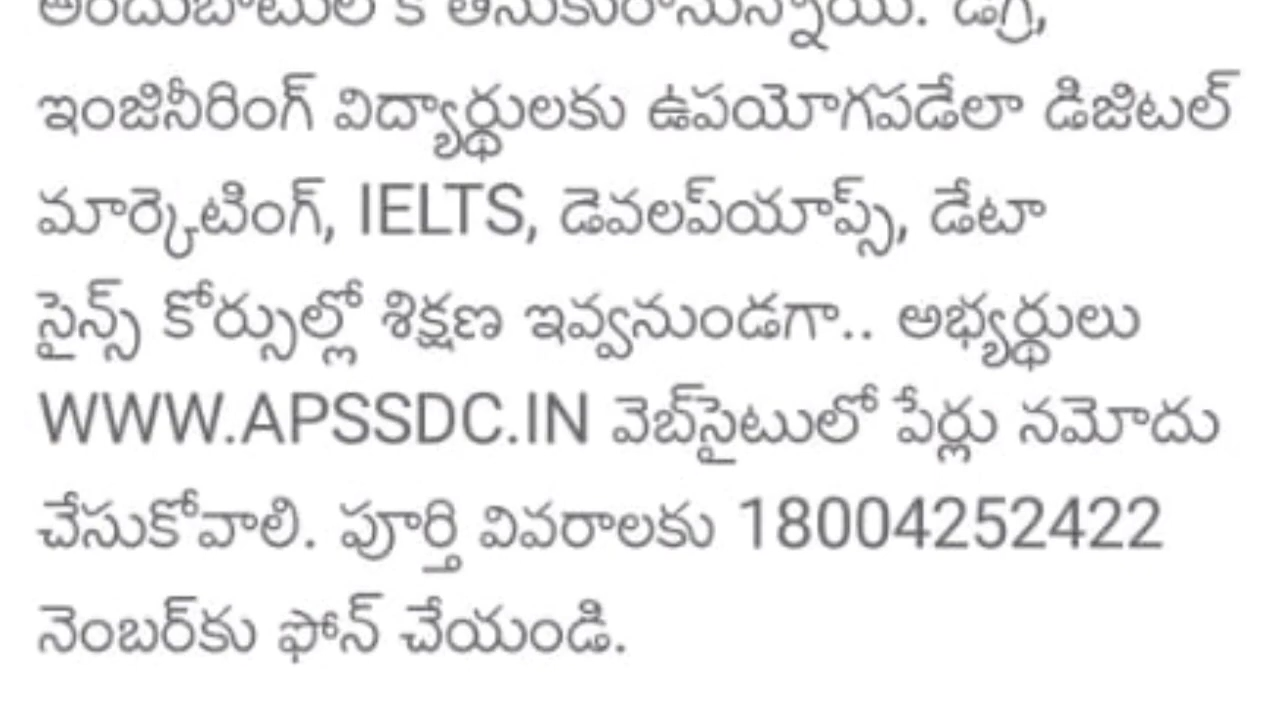 అందుబాటులోకి తీసుకురానున్నాయి. డిగ్రీ,
ఇంజినీరింగ్ విద్యార్థులకు ఉపయోగపడేలా డిజిటల్
మార్కెటింగ్, IELTS, డెవలప్‌యాప్స్, డేటా
సైన్స్ కోర్సుల్లో శిక్షణ ఇవ్వనుండగా.. అభ్యర్థులు
WWW.APSSDC.IN వెబ్‌సైటులో పేర్లు నమోదు
చేసుకోవాలి. పూర్తి వివరాలకు 18004252422
నెంబర్‌కు ఫోన్ చేయండి.